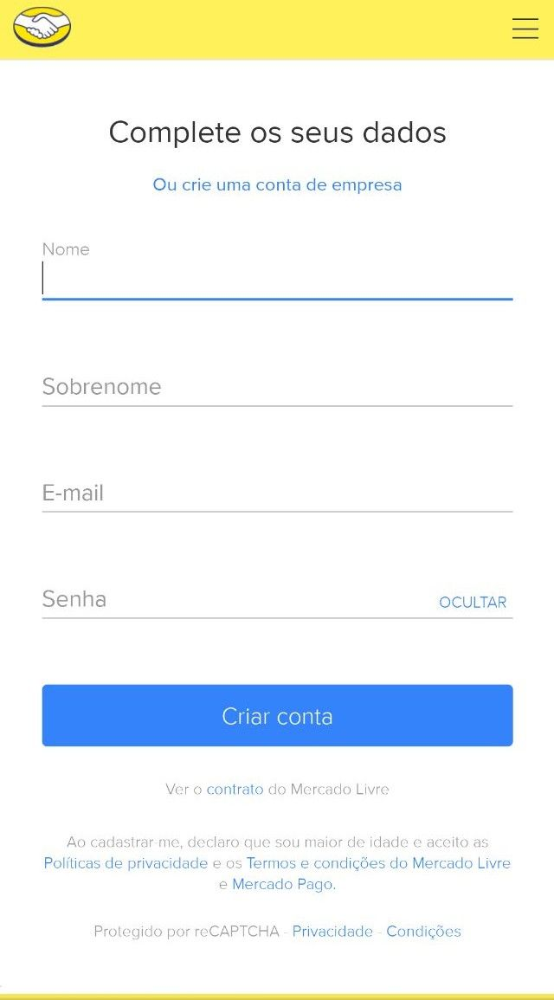 Complete os seus dados
Ou crie uma conta de empresa
Nome
Sobrenome
E-mail
Senha
OCULTAR
Criar conta
Ver o contrato do Mercado Livre
Ao cadastrar-me, declaro que sou maior de idade e aceito as
Políticas de privacidade e os Termos e condições do Mercado Livre
e Mercado Pago.
Protegido por reCAPTCHA - Privacidade - Condições